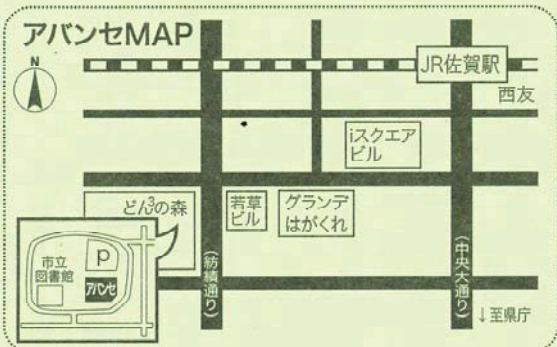 アバンセMAP
N
JR佐賀駅
西友
iスクエア
ビル
どん3の森
若草
ビル
グランデ
はがくれ
市立
図書館
P
アバンセ
(紡績通り)
(中央大通り)
↓至県庁